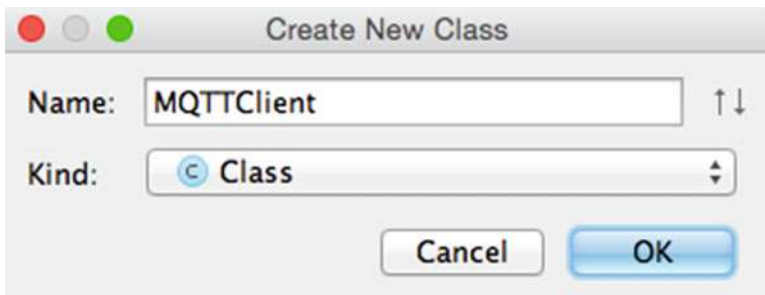 Create New Class
Name: MQTTClient ↑↓
Kind: C Class
Cancel OK